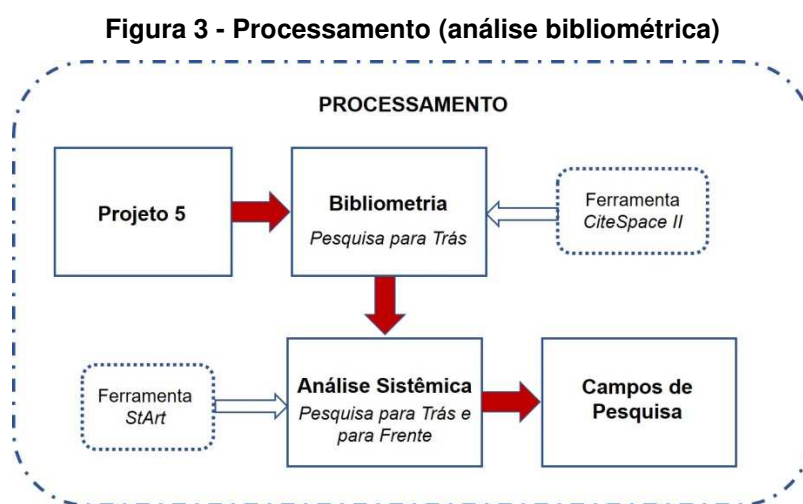 Figura 3 - Processamento (análise bibliométrica)
PROCESSAMENTO
Projeto 5
Bibliometria
Pesquisa para Trás
Ferramenta
CiteSpace II
Ferramenta
StArt
Análise Sistêmica
Pesquisa para Trás e
para Frente
Campos de
Pesquisa